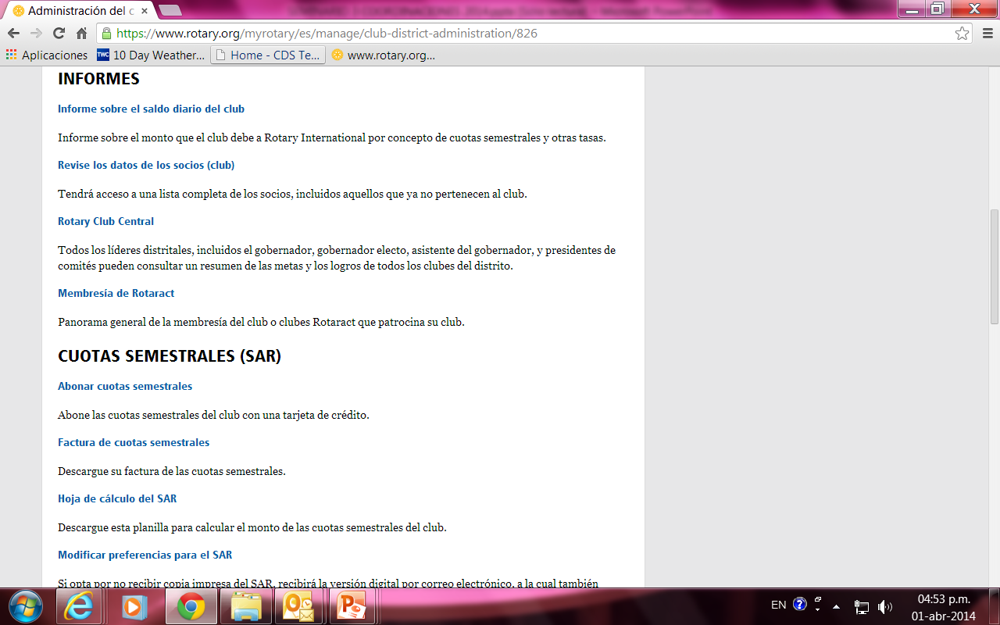 Administración del c
https://www.rotary.org/myrotary/es/manage/club-district-administration/826
Aplicaciones TWC 10 Day Weather... Home - CDS Te... www.rotary.org...
INFORMES
Informe sobre el saldo diario del club
Informe sobre el monto que el club debe a Rotary International por concepto de cuotas semestrales y otras tasas.
Revise los datos de los socios (club)
Tendrá acceso a una lista completa de los socios, incluidos aquellos que ya no pertenecen al club.
Rotary Club Central
Todos los líderes distritales, incluidos el gobernador, gobernador electo, asistente del gobernador, y presidentes de
comités pueden consultar un resumen de las metas y los logros de todos los clubes del distrito.
Membresía de Rotaract
Panorama general de la membresía del club o clubes Rotaract que patrocina su club.
CUOTAS SEMESTRALES (SAR)
Abonar cuotas semestrales
Abone las cuotas semestrales del club con una tarjeta de crédito.
Factura de cuotas semestrales
Descargue su factura de las cuotas semestrales.
Hoja de cálculo del SAR
Descargue esta planilla para calcular el monto de las cuotas semestrales del club.
Modificar preferencias para el SAR
Si opta por no recibir copia impresa del SAR, recibirá la versión digital por correo electrónico, a la cual también
EN 04:53 p.m.
01-abr-2014